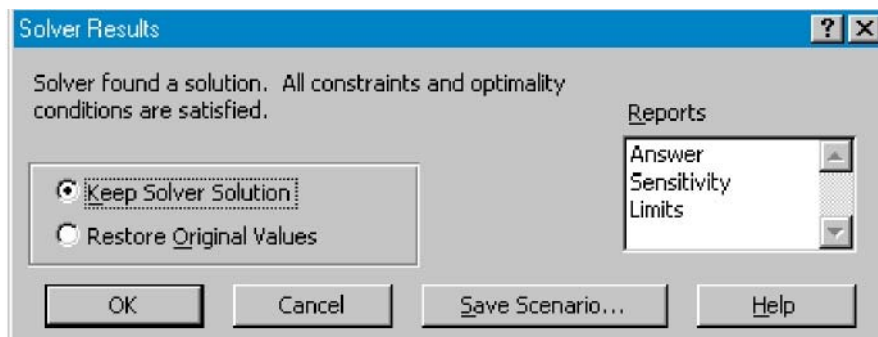 Solver Results
Solver found a solution. All constraints and optimality
conditions are satisfied.
Reports
Answer
Sensitivity
Limits
Keep Solver Solution
Restore Original Values
OK
Cancel
Save Scenario...
Help